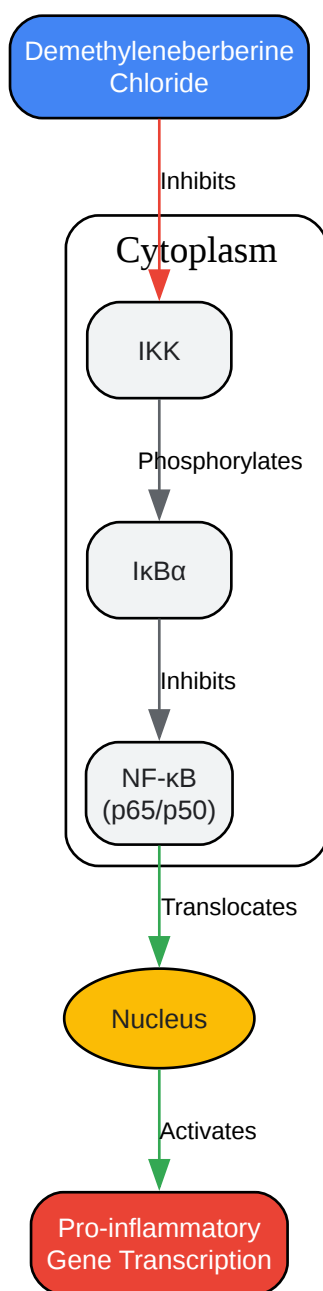 Demethyleneberberine
Chloride
Inhibits
Cytoplasm
IKK
Phosphorylates
IκBα
Inhibits
NF-κB
(p65/p50)
Translocates
Nucleus
Activates
Pro-inflammatory
Gene Transcription